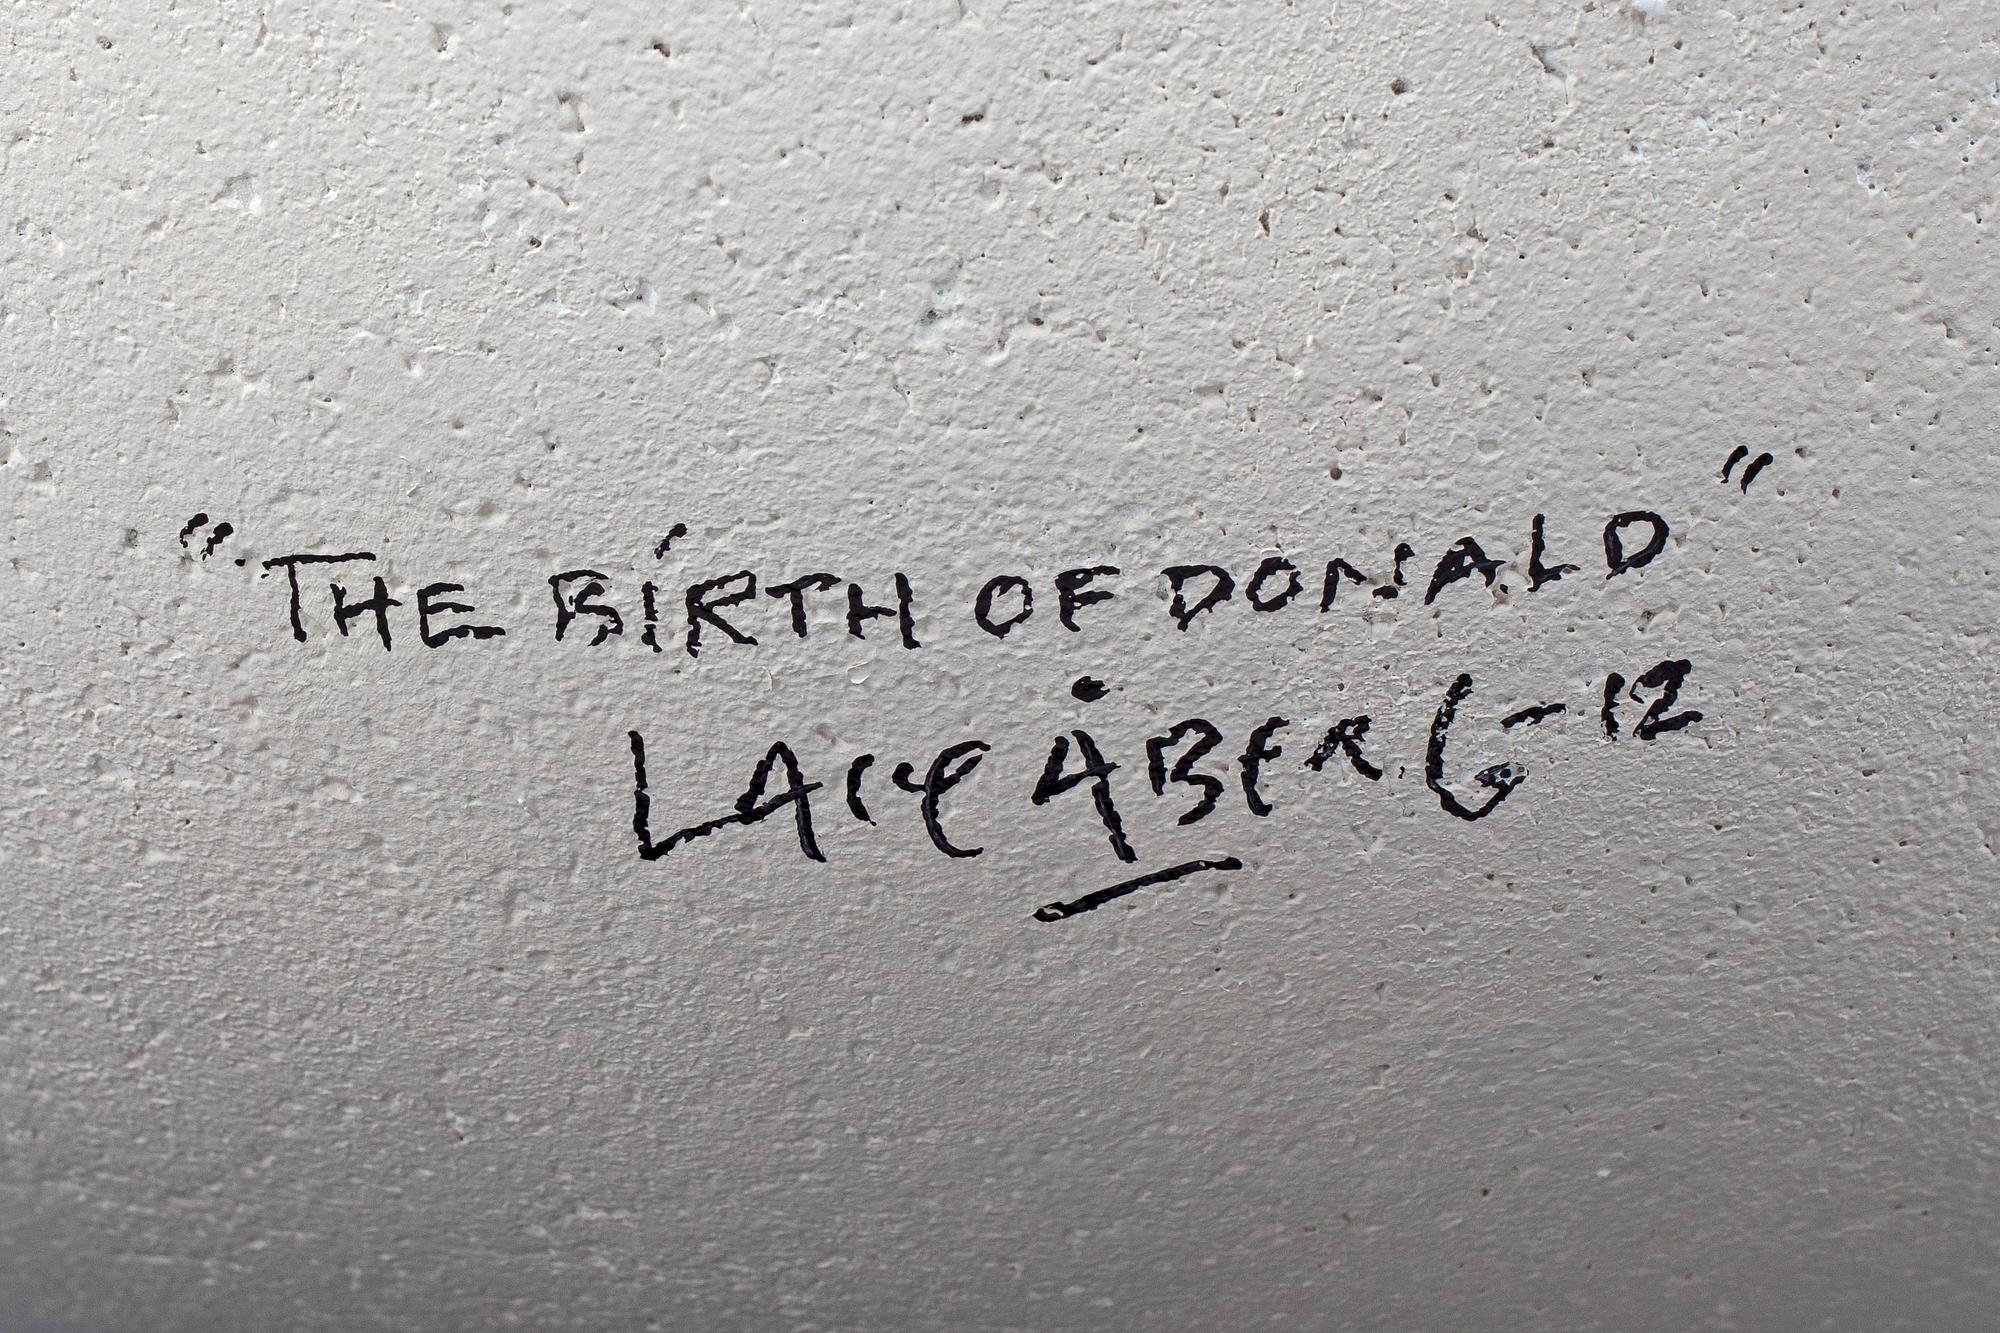 "THE BIRTH OF DONALD"
LACE ÅBERG-12